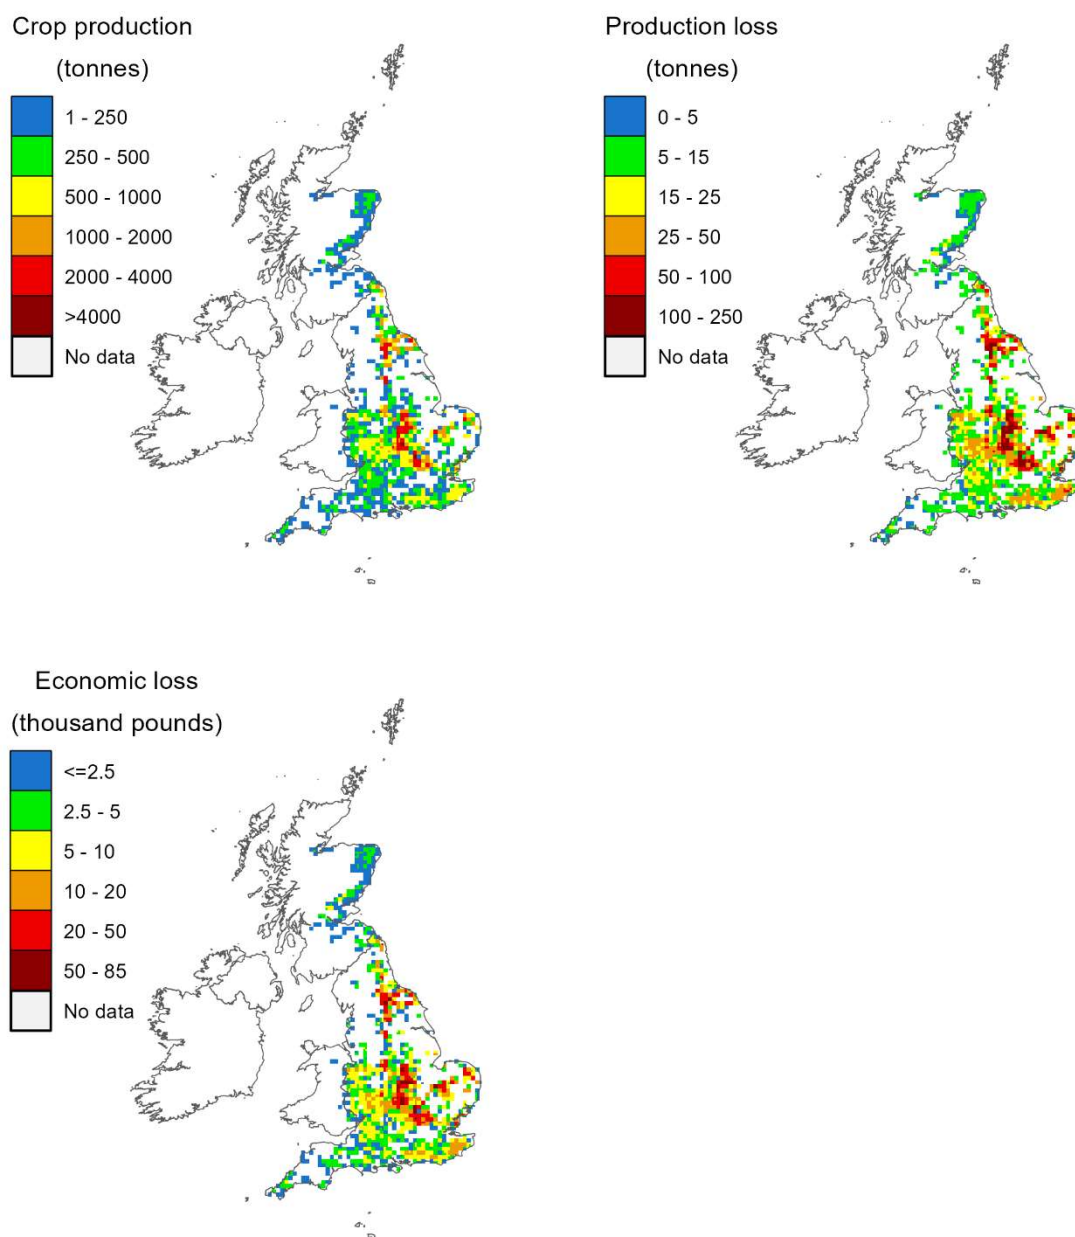 Crop production
(tonnes)
1 - 250
250 - 500
500 - 1000
1000 - 2000
2000 - 4000
>4000
No data
Production loss
(tonnes)
0 - 5
5 - 15
15 - 25
25 - 50
50 - 100
100 - 250
No data
Economic loss
(thousand pounds)
<=2.5
2.5 - 5
5 - 10
10 - 20
20 - 50
50 - 85
No data